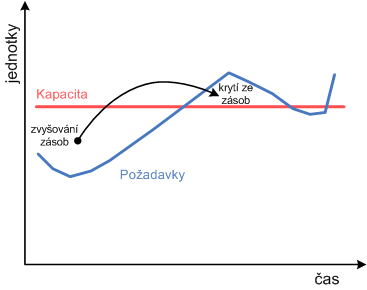 jednotky
Kapacita
krytí ze
zásob
zvyšování
zásob
Požadavky
čas